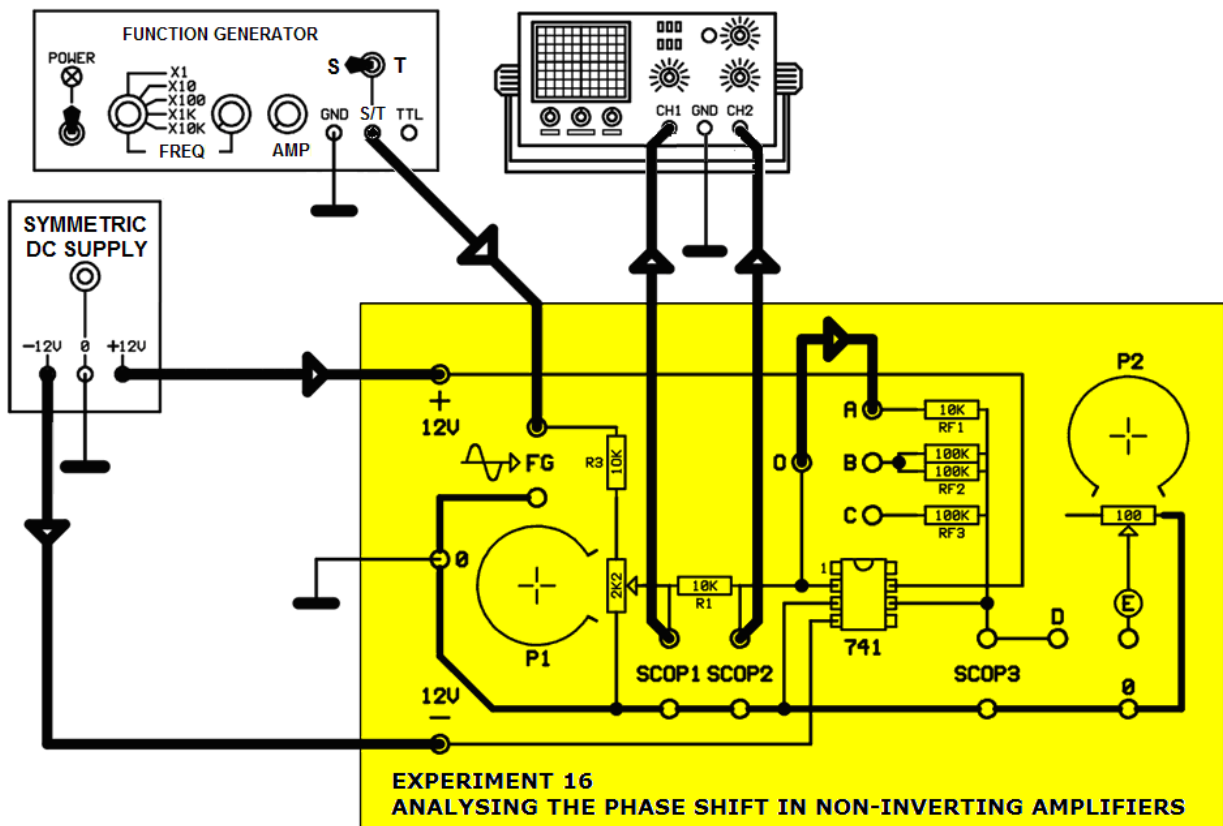 FUNCTION GENERATOR
POWER
X1
X10
X100
X1K
X10K
FREQ
AMP
S
T
GND
S/T
TTL
CH1
GND
CH2
SYMMETRIC
DC SUPPLY
-12V
0
+12V
+
12V
FG
R3
10K
0
P1
2K2
10K
R1
SCOP1
SCOP2
12V
-
O
A
10K
RF1
B
100K
100K
RF2
C
100K
RF3
1
741
P2
100
E
D
SCOP3
0
EXPERIMENT 16
ANALYSING THE PHASE SHIFT IN NON-INVERTING AMPLIFIERS